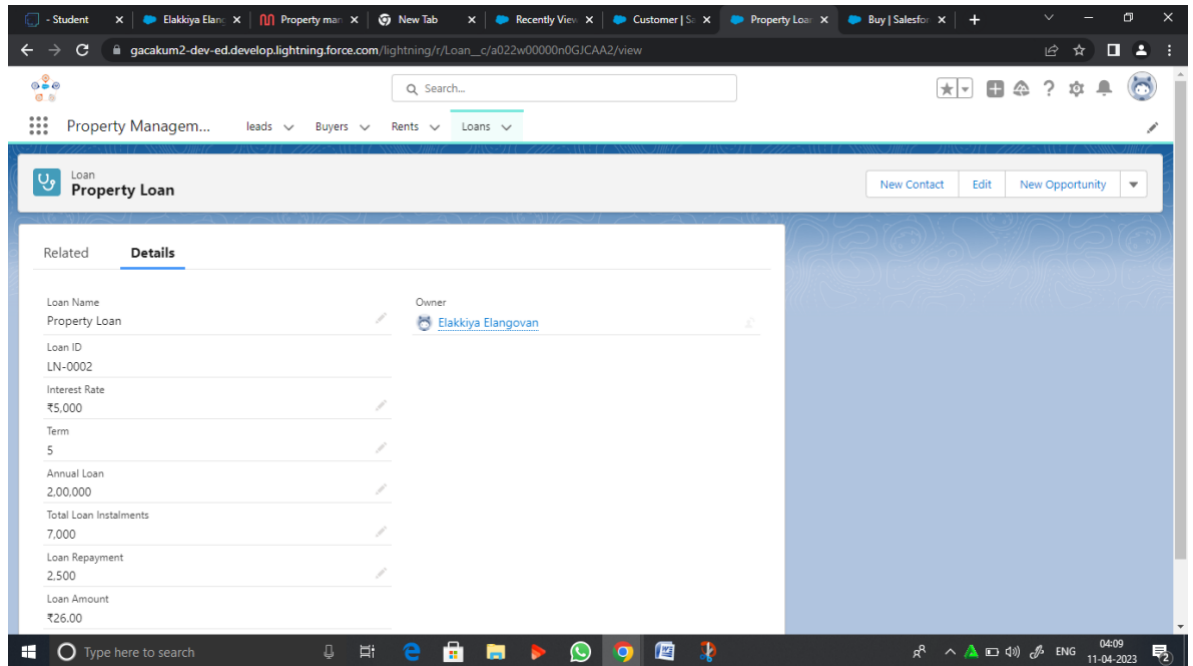 - Student
Elakkiya Elang
Property man
New Tab
Recently View
Customer | Sa
Property Loan
Buy | Salesfor
gacakum2-dev-ed.develop.lightning.force.com/lightning/r/Loan__c/a022w00000n0GJCAA2/view
Search...
Property Managem...
leads
Buyers
Rents
Loans
Loan
Property Loan
New Contact
Edit
New Opportunity
Related
Details
Loan Name
Property Loan
Owner
Elakkiya Elangovan
Loan ID
LN-0002
Interest Rate
₹5,000
Term
5
Annual Loan
2,00,000
Total Loan Instalments
7,000
Loan Repayment
2,500
Loan Amount
₹26.00
Type here to search
ENG
04:09
11-04-2023
2